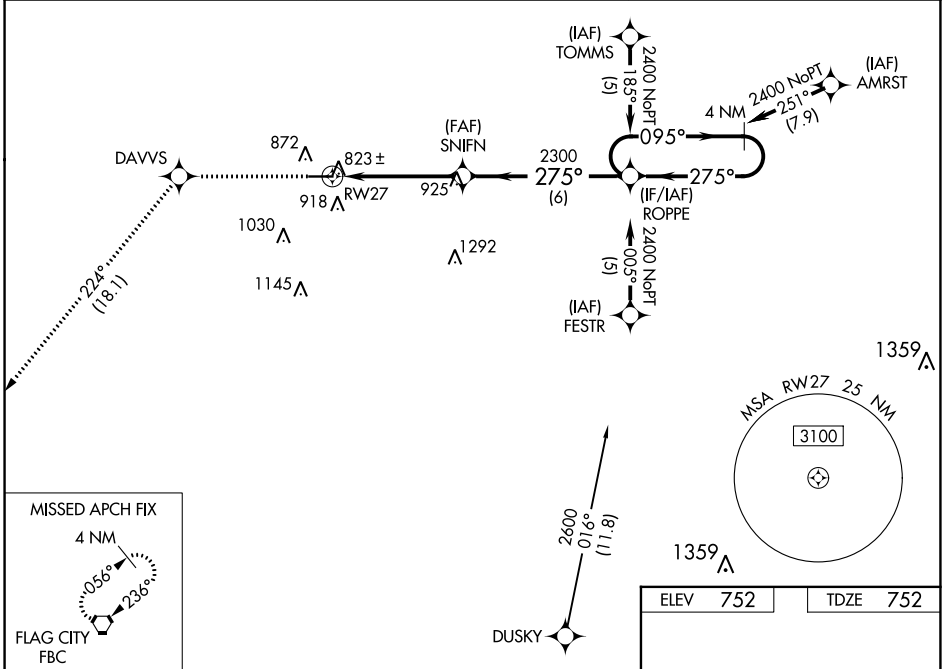 (IAF)
TOMMS
2400 NoPT
185°
(5)
(IAF)
AMRST
2400 NoPT
251°
(7.9)
4 NM
095°
275°
(FAF)
SNIFN
DAVVS
872
823 ±
RW27
918
925
2300
275°
(6)
(IF/IAF)
ROPPE
1030
1292
1145
2400 NoPT
005°
(5)
(IAF)
FESTR
224°
(18.1)
1359
MSA RW27 25 NM
3100
MISSED APCH FIX
4 NM
056°
236°
FLAG CITY
FBC
2600
016°
(11.8)
DUSKY
1359
ELEV 752
TDZE 752